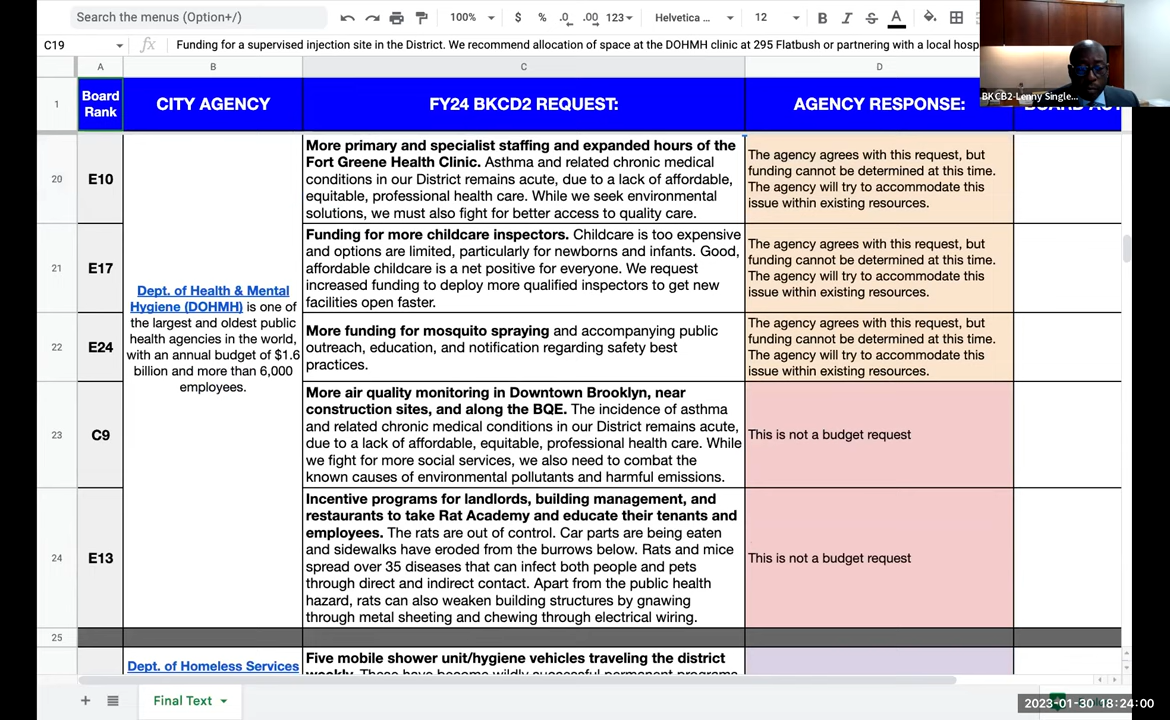 Search the menus (Option+/)
100%
$
%
.0
.00
123
Helvetica ...
12
B
I
S
A
C19
fx
Funding for a supervised injection site in the District. We recommend allocation of space at the DOHMH clinic at 295 Flatbush or partnering with a local hosp
BKCB2-Lenny Single...
A
B
C
D
1
Board
Rank
CITY AGENCY
FY24 BKCD2 REQUEST:
AGENCY RESPONSE:
20
E10
More primary and specialist staffing and expanded hours of the
Fort Greene Health Clinic. Asthma and related chronic medical
conditions in our District remains acute, due to a lack of affordable,
equitable, professional health care. While we seek environmental
solutions, we must also fight for better access to quality care.
The agency agrees with this request, but
funding cannot be determined at this time.
The agency will try to accommodate this
issue within existing resources.
21
E17
Funding for more childcare inspectors. Childcare is too expensive
and options are limited, particularly for newborns and infants. Good,
affordable childcare is a net positive for everyone. We request
increased funding to deploy more qualified inspectors to get new
facilities open faster.
The agency agrees with this request, but
funding cannot be determined at this time.
The agency will try to accommodate this
issue within existing resources.
Dept. of Health & Mental
Hygiene (DOHMH) is one of
the largest and oldest public
health agencies in the world,
with an annual budget of $1.6
billion and more than 6,000
employees.
22
E24
More funding for mosquito spraying and accompanying public
outreach, education, and notification regarding safety best
practices.
The agency agrees with this request, but
funding cannot be determined at this time.
The agency will try to accommodate this
issue within existing resources.
23
C9
More air quality monitoring in Downtown Brooklyn, near
construction sites, and along the BQE. The incidence of asthma
and related chronic medical conditions in our District remains acute,
due to a lack of affordable, equitable, professional health care. While
we fight for more social services, we also need to combat the
known causes of environmental pollutants and harmful emissions.
This is not a budget request
24
E13
Incentive programs for landlords, building management, and
restaurants to take Rat Academy and educate their tenants and
employees. The rats are out of control. Car parts are being eaten
and sidewalks have eroded from the burrows below. Rats and mice
spread over 35 diseases that can infect both people and pets
through direct and indirect contact. Apart from the public health
hazard, rats can also weaken building structures by gnawing
through metal sheeting and chewing through electrical wiring.
This is not a budget request
25
Dept. of Homeless Services
Five mobile shower unit/hygiene vehicles traveling the district
Final Text
2023-01-30 18:24:00